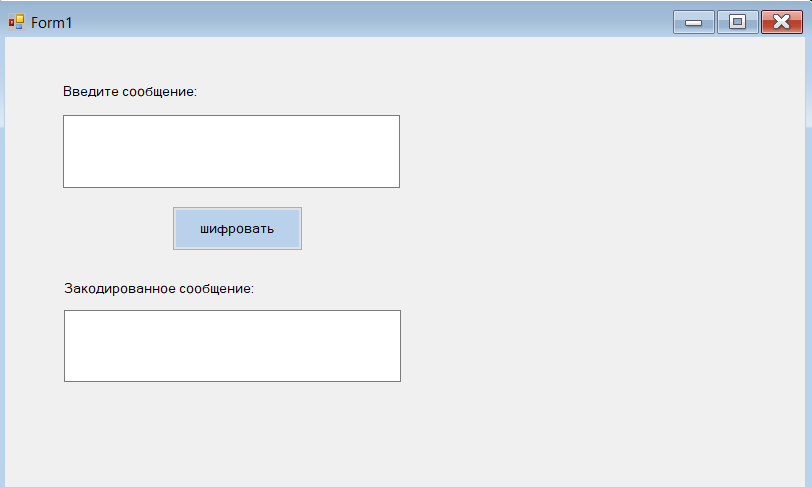 Form1
Введите сообщение:
шифровать
Закодированное сообщение: